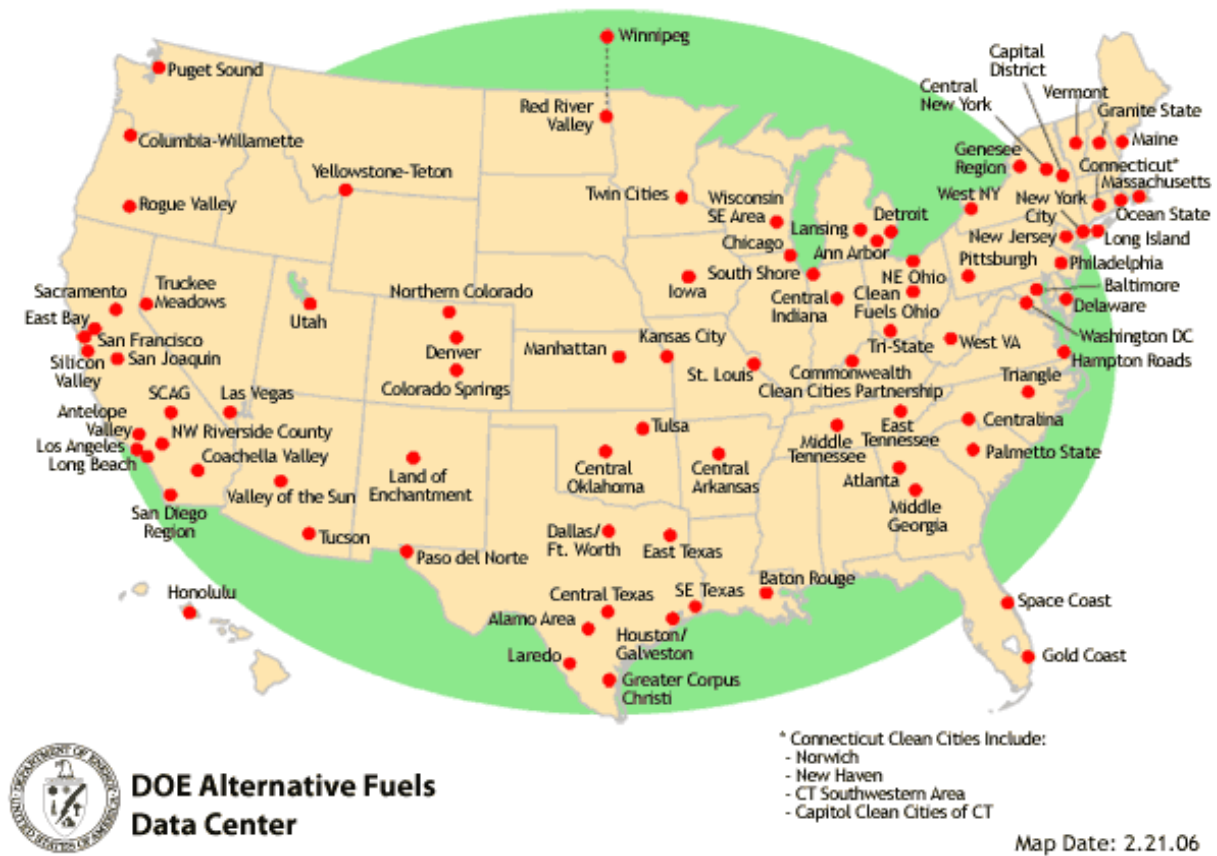 Winnipeg
Puget Sound
Capital
District
Central
New York
Vermont
Granite State
Red River
Valley
Columbia-Willamette
Maine
Genesee
Region
Connecticut*
Yellowstone-Teton
Massachusetts
Twin Cities
Wisconsin
SE Area
West NY
New York
City
Rogue Valley
Detroit
Ocean State
Lansing
Chicago
Ann Arbor
New Jersey
Long Island
Pittsburgh
Philadelphia
South Shore
NE Ohio
Truckee
Meadows
Sacramento
Northern Colorado
Iowa
Central
Indiana
Clean
Fuels Ohio
Baltimore
Delaware
East Bay
Utah
San Francisco
Kansas City
Washington DC
Denver
Manhattan
Tri-State
West VA
Silicon
Valley
San Joaquin
St. Louis
Hampton Roads
Colorado Springs
Commonwealth
Clean Cities Partnership
Triangle
SCAG
Las Vegas
Antelope
Valley
NW Riverside County
Tulsa
Middle
Tennessee
East
Tennessee
Centralina
Los Angeles
Long Beach
Coachella Valley
Palmetto State
Land of
Enchantment
Central
Oklahoma
Central
Arkansas
Atlanta
Valley of the Sun
San Diego
Region
Middle
Georgia
Tucson
Dallas/
Ft. Worth
East Texas
Paso del Norte
Honolulu
Baton Rouge
Central Texas
SE Texas
Space Coast
Alamo Area
Houston/
Galveston
Laredo
Gold Coast
Greater Corpus
Christi
* Connecticut Clean Cities Include:
- Norwich
- New Haven
- CT Southwestern Area
- Capitol Clean Cities of CT
DEPARTMENT OF ENERGY
UNITED STATES OF AMERICA
DOE Alternative Fuels
Data Center
Map Date: 2.21.06